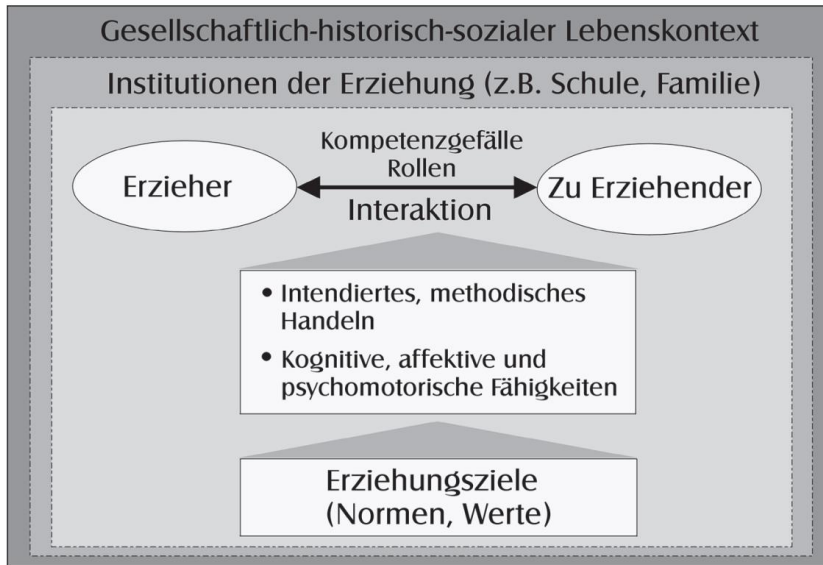 Gesellschaftlich-historisch-sozialer Lebenskontext
Institutionen der Erziehung (z.B. Schule, Familie)
Erzieher
Kompetenzgefälle
Rollen
Interaktion
Zu Erziehender
• Intendiertes, methodisches
Handeln
• Kognitive, affektive und
psychomotorische Fähigkeiten
Erziehungsziele
(Normen, Werte)